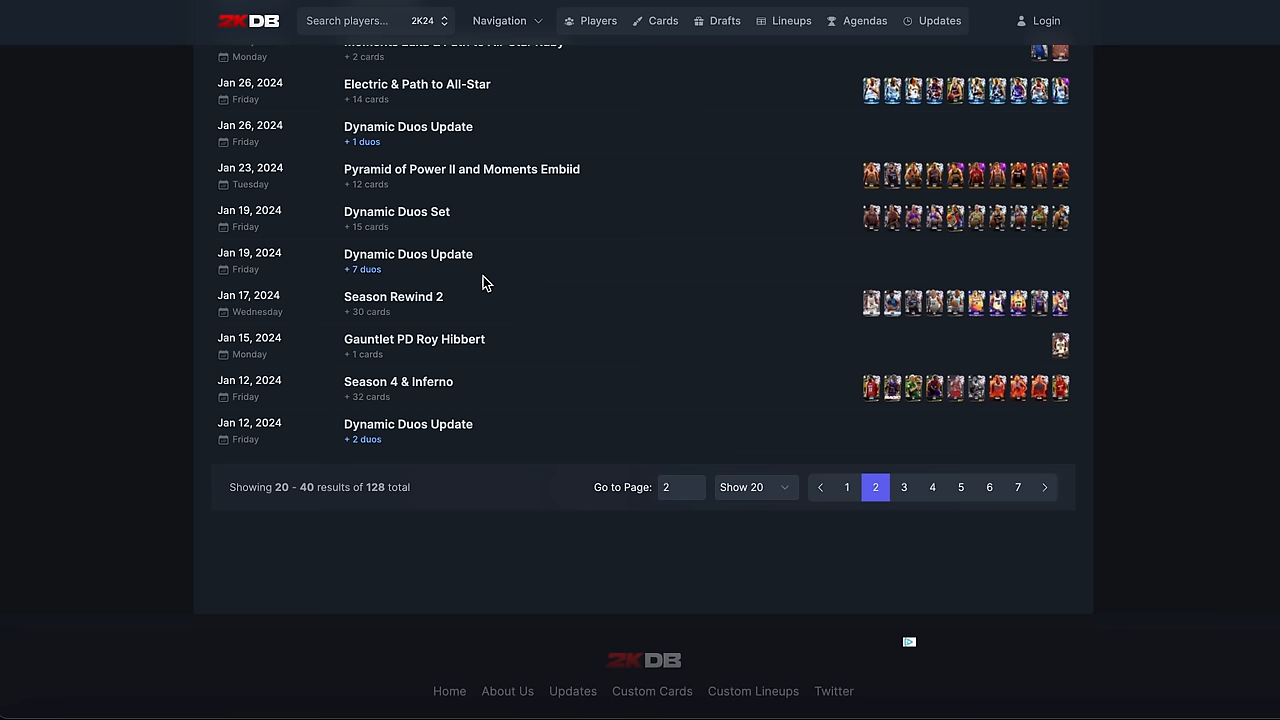 2KDB Search players... 2K24 Navigation Players Cards Drafts Lineups Agendas Updates Login
Monday + 2 cards
Jan 26, 2024 Electric & Path to All-Star
Friday + 14 cards
Jan 26, 2024 Dynamic Duos Update
Friday + 1 duos
Jan 23, 2024 Pyramid of Power II and Moments Embiid
Tuesday + 12 cards
Jan 19, 2024 Dynamic Duos Set
Friday + 15 cards
Jan 19, 2024 Dynamic Duos Update
Friday + 7 duos
Jan 17, 2024 Season Rewind 2
Wednesday + 30 cards
Jan 15, 2024 Gauntlet PD Roy Hibbert
Monday + 1 cards
Jan 12, 2024 Season 4 & Inferno
Friday + 32 cards
Jan 12, 2024 Dynamic Duos Update
Friday + 2 duos
Showing 20 - 40 results of 128 total Go to Page: 2 Show 20 1 2 3 4 5 6 7
2KDB
Home About Us Updates Custom Cards Custom Lineups Twitter